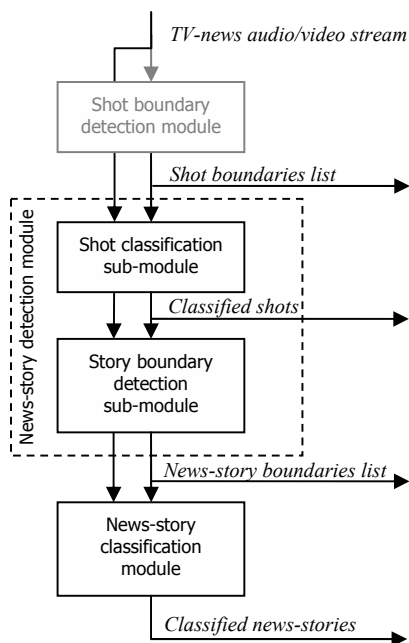 TV-news audio/video stream
Shot boundary
detection module
Shot boundaries list
News-story detection module
Shot classification
sub-module
Classified shots
Story boundary
detection
sub-module
News-story boundaries list
News-story
classification
module
Classified news-stories